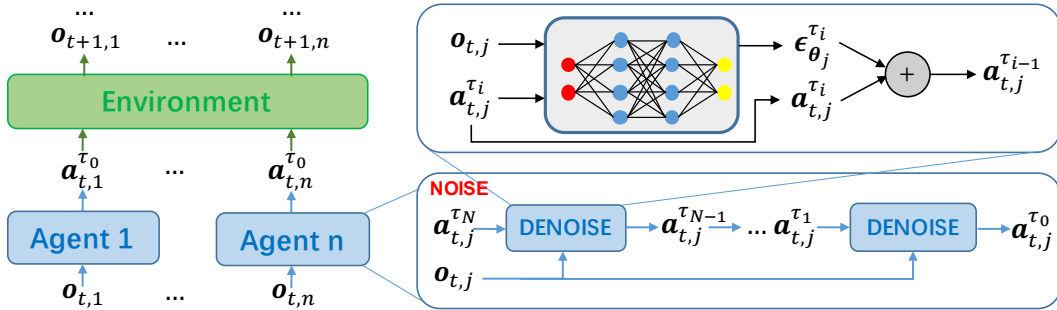 ... ...
o_{t+1,1} ... o_{t+1,n}
Environment
a_{t,1}^{τ_0} ... a_{t,n}^{τ_0}
Agent 1 Agent n
o_{t,1} ... o_{t,n}
o_{t,j} ϵ_{θ_j}^{τ_i}
a_{t,j}^{τ_i} a_{t,j}^{τ_i} + a_{t,j}^{τ_{i-1}}
NOISE
a_{t,j}^{τ_N} DENOISE a_{t,j}^{τ_{N-1}} ... a_{t,j}^{τ_1} DENOISE a_{t,j}^{τ_0}
o_{t,j}